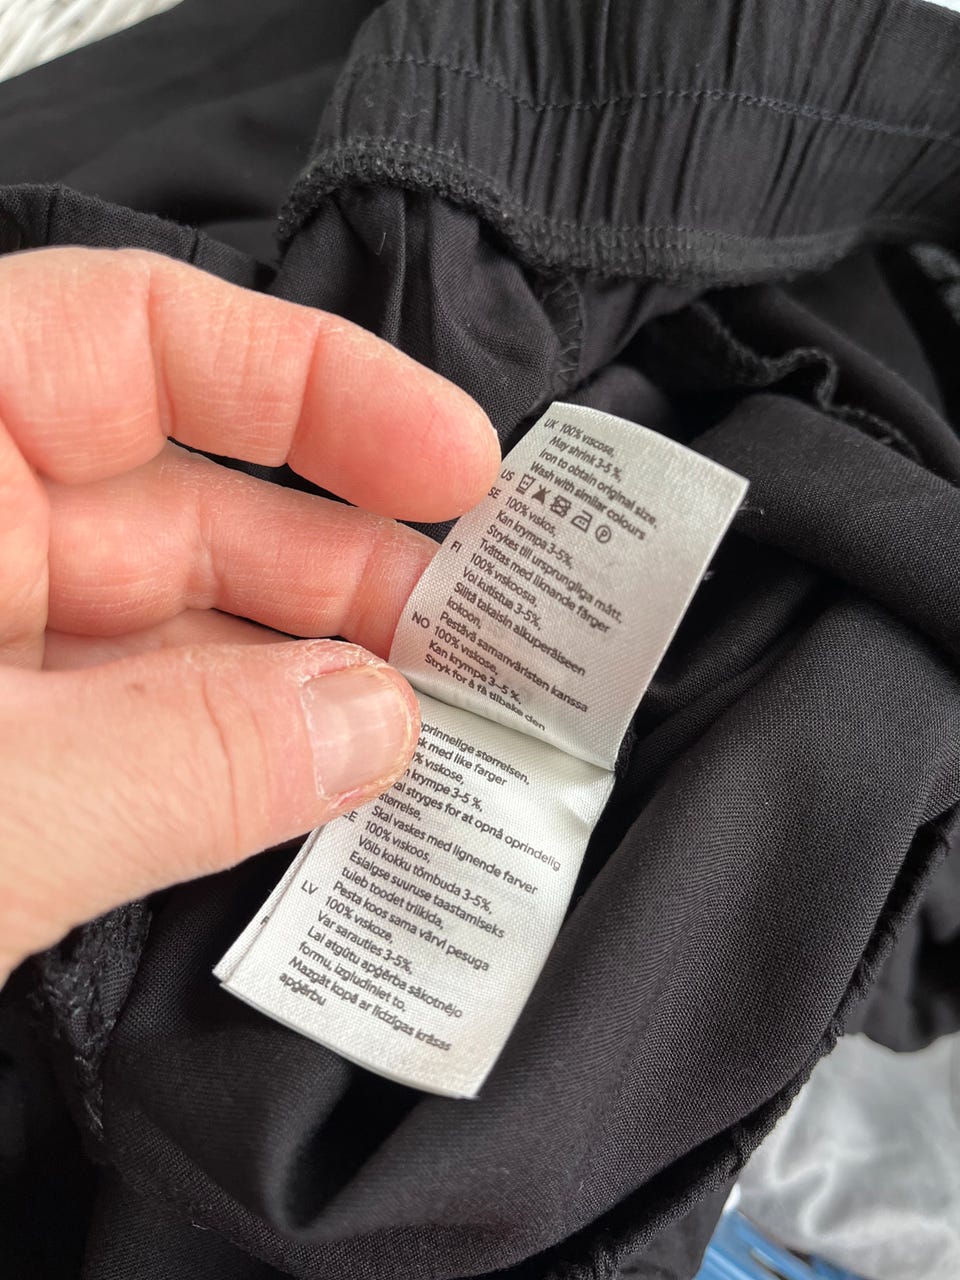 UK 100% viscose,
May shrink 3-5 %,
Iron to obtain original size,
Wash with similar colours
US
SE 100% viskos,
Kan krympa 3-5%,
Strykes till ursprungliga mått,
Tvättas med liknande färger
FI 100% viskoosia,
Voi kutistua 3-5%,
Silitä takaisin alkuperäiseen
kokoon,
Pestävä samanväristen kanssa
NO 100% viskose,
Kan krympe 3-5 %,
Stryk for å få tilbake den
oprinnelige størrelsen,
med like farger
viskose,
krympe 3-5 %,
stryges for at opnå oprindelig
størrelse,
Skal vaskes med lignende farver
100% viskoos,
Võib kokku tõmbuda 3-5%,
Esialgse suuruse taastamiseks
tuleb toodet triikida,
Pesta koos sama värvi pesuga
LV 100% viskoze,
Var sarauties 3-5%,
Lai atgūtu apģērba sākotnējo
formu, izgludiniet to,
Mazgāt kopā ar līdzīgas krāsas
apģērbu